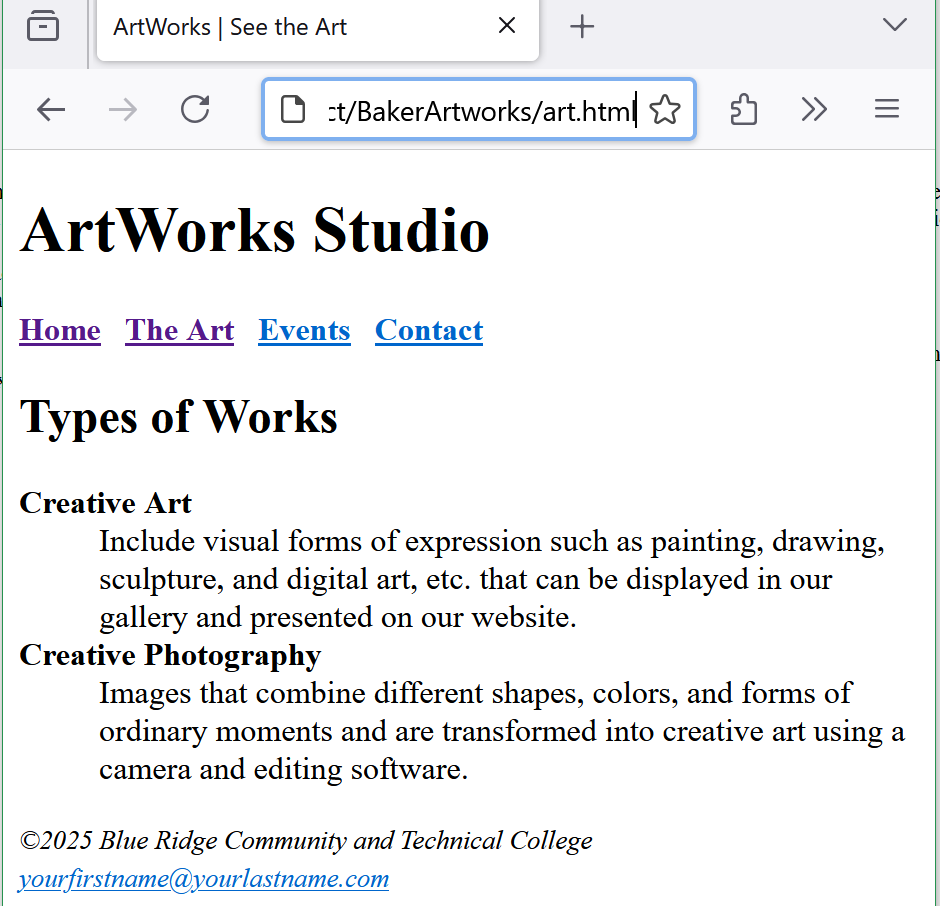 ArtWorks | See the Art
ct/BakerArtworks/art.html
ArtWorks Studio
Home The Art Events Contact
Types of Works
Creative Art
Include visual forms of expression such as painting, drawing,
sculpture, and digital art, etc. that can be displayed in our
gallery and presented on our website.
Creative Photography
Images that combine different shapes, colors, and forms of
ordinary moments and are transformed into creative art using a
camera and editing software.
©2025 Blue Ridge Community and Technical College
yourfirstname@yourlastname.com